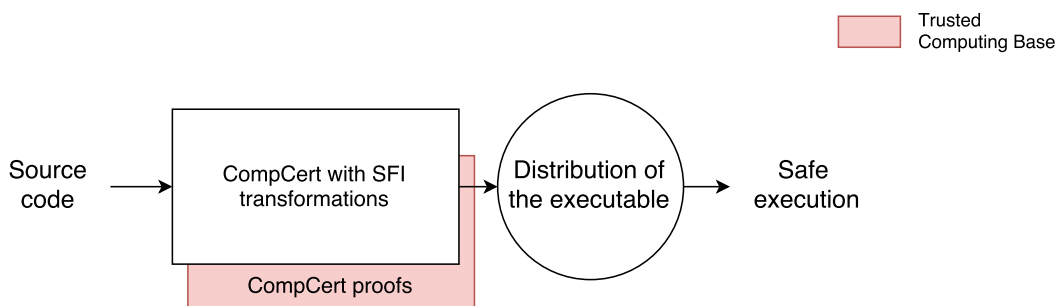 Trusted
Computing Base
Source
code
CompCert with SFI
transformations
Distribution of
the executable
Safe
execution
CompCert proofs